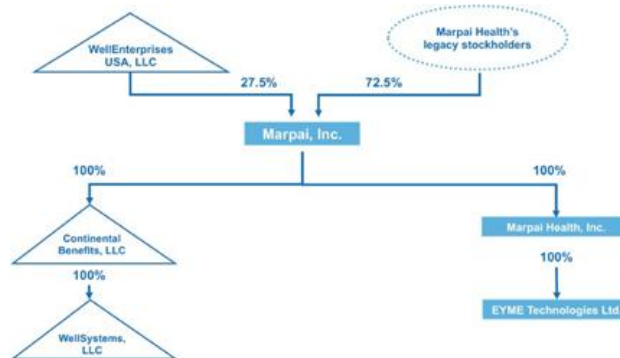 WellEnterprises
USA, LLC
Marpai Health's
legacy stockholders
27.5%
72.5%
Marpai, Inc.
100%
100%
Continental
Benefits, LLC
Marpai Health, Inc.
100%
100%
WellSystems,
LLC
EYME Technologies Ltd.